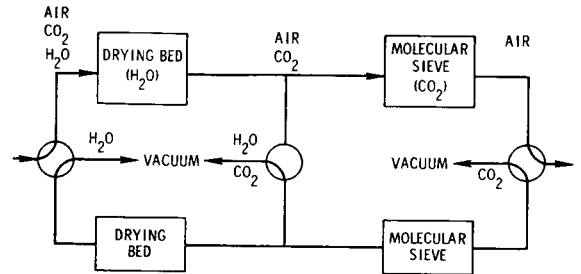 AIR
CO2
H2O
DRYING BED
(H2O)
AIR
CO2
MOLECULAR
SIEVE
(CO2)
AIR
H2O
VACUUM
H2O
CO2
VACUUM
CO2
DRYING
BED
MOLECULAR
SIEVE